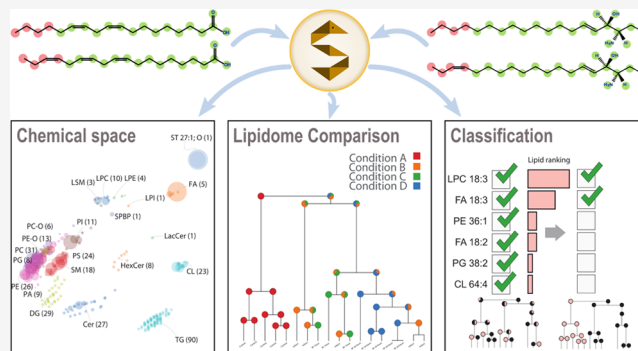 Chemical space
ST 27:1; O (1)
LPC (10)
LPE (4)
LSM (3)
FA (5)
LPI (1)
SPBP (1)
PC-O (6)
PI (11)
PE-O (13)
LacCer (1)
PC (31)
PG (8)
PS (24)
HexCer (8)
SM (18)
CL (23)
PE (26)
PA (9)
DG (29)
Cer (27)
TG (90)
Lipidome Comparison
Condition A
Condition B
Condition C
Condition D
Classification
Lipid ranking
LPC 18:3
FA 18:3
PE 36:1
FA 18:2
PG 38:2
CL 64:4